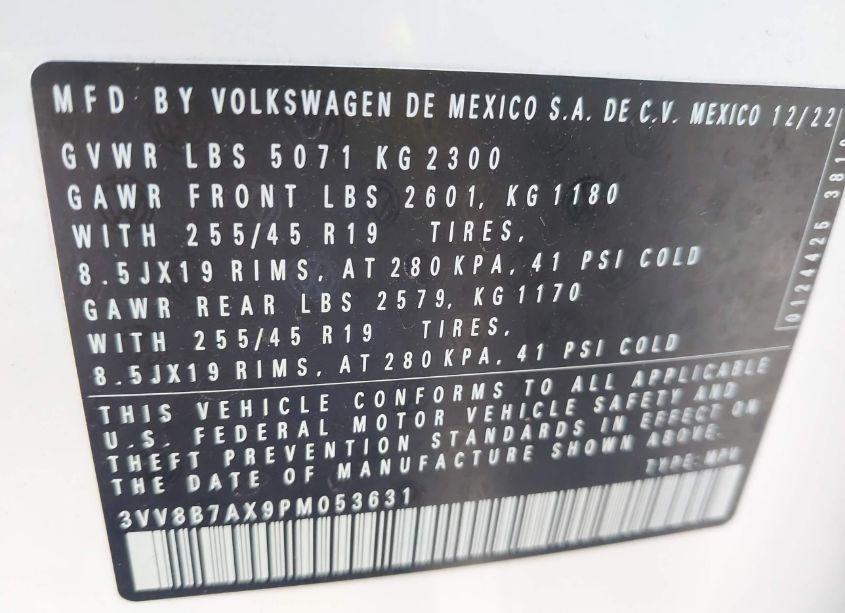 MFD BY VOLKSWAGEN DE MEXICO S.A. DE C.V. MEXICO 12/22
GVWR LBS 5071 KG 2300
GAWR FRONT LBS 2601, KG 1180
WITH 255/45 R19 TIRES,
8.5JX19 RIMS, AT 280 KPA, 41 PSI COLD
GAWR REAR LBS 2579, KG 1170
WITH 255/45 R19 TIRES,
8.5JX19 RIMS, AT 280 KPA, 41 PSI COLD
THIS VEHICLE CONFORMS TO ALL APPLICABLE
U.S. FEDERAL MOTOR VEHICLE SAFETY AND
THEFT PREVENTION STANDARDS IN EFFECT ON
THE DATE OF MANUFACTURE SHOWN ABOVE.
TYPE: MPV
3VV8B7AX9PM053631
0124426